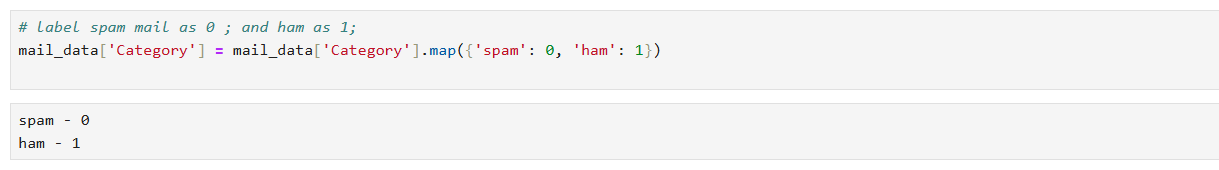 # label spam mail as 0 ; and ham as 1;
mail_data['Category'] = mail_data['Category'].map({'spam': 0, 'ham': 1})
spam - 0
ham - 1